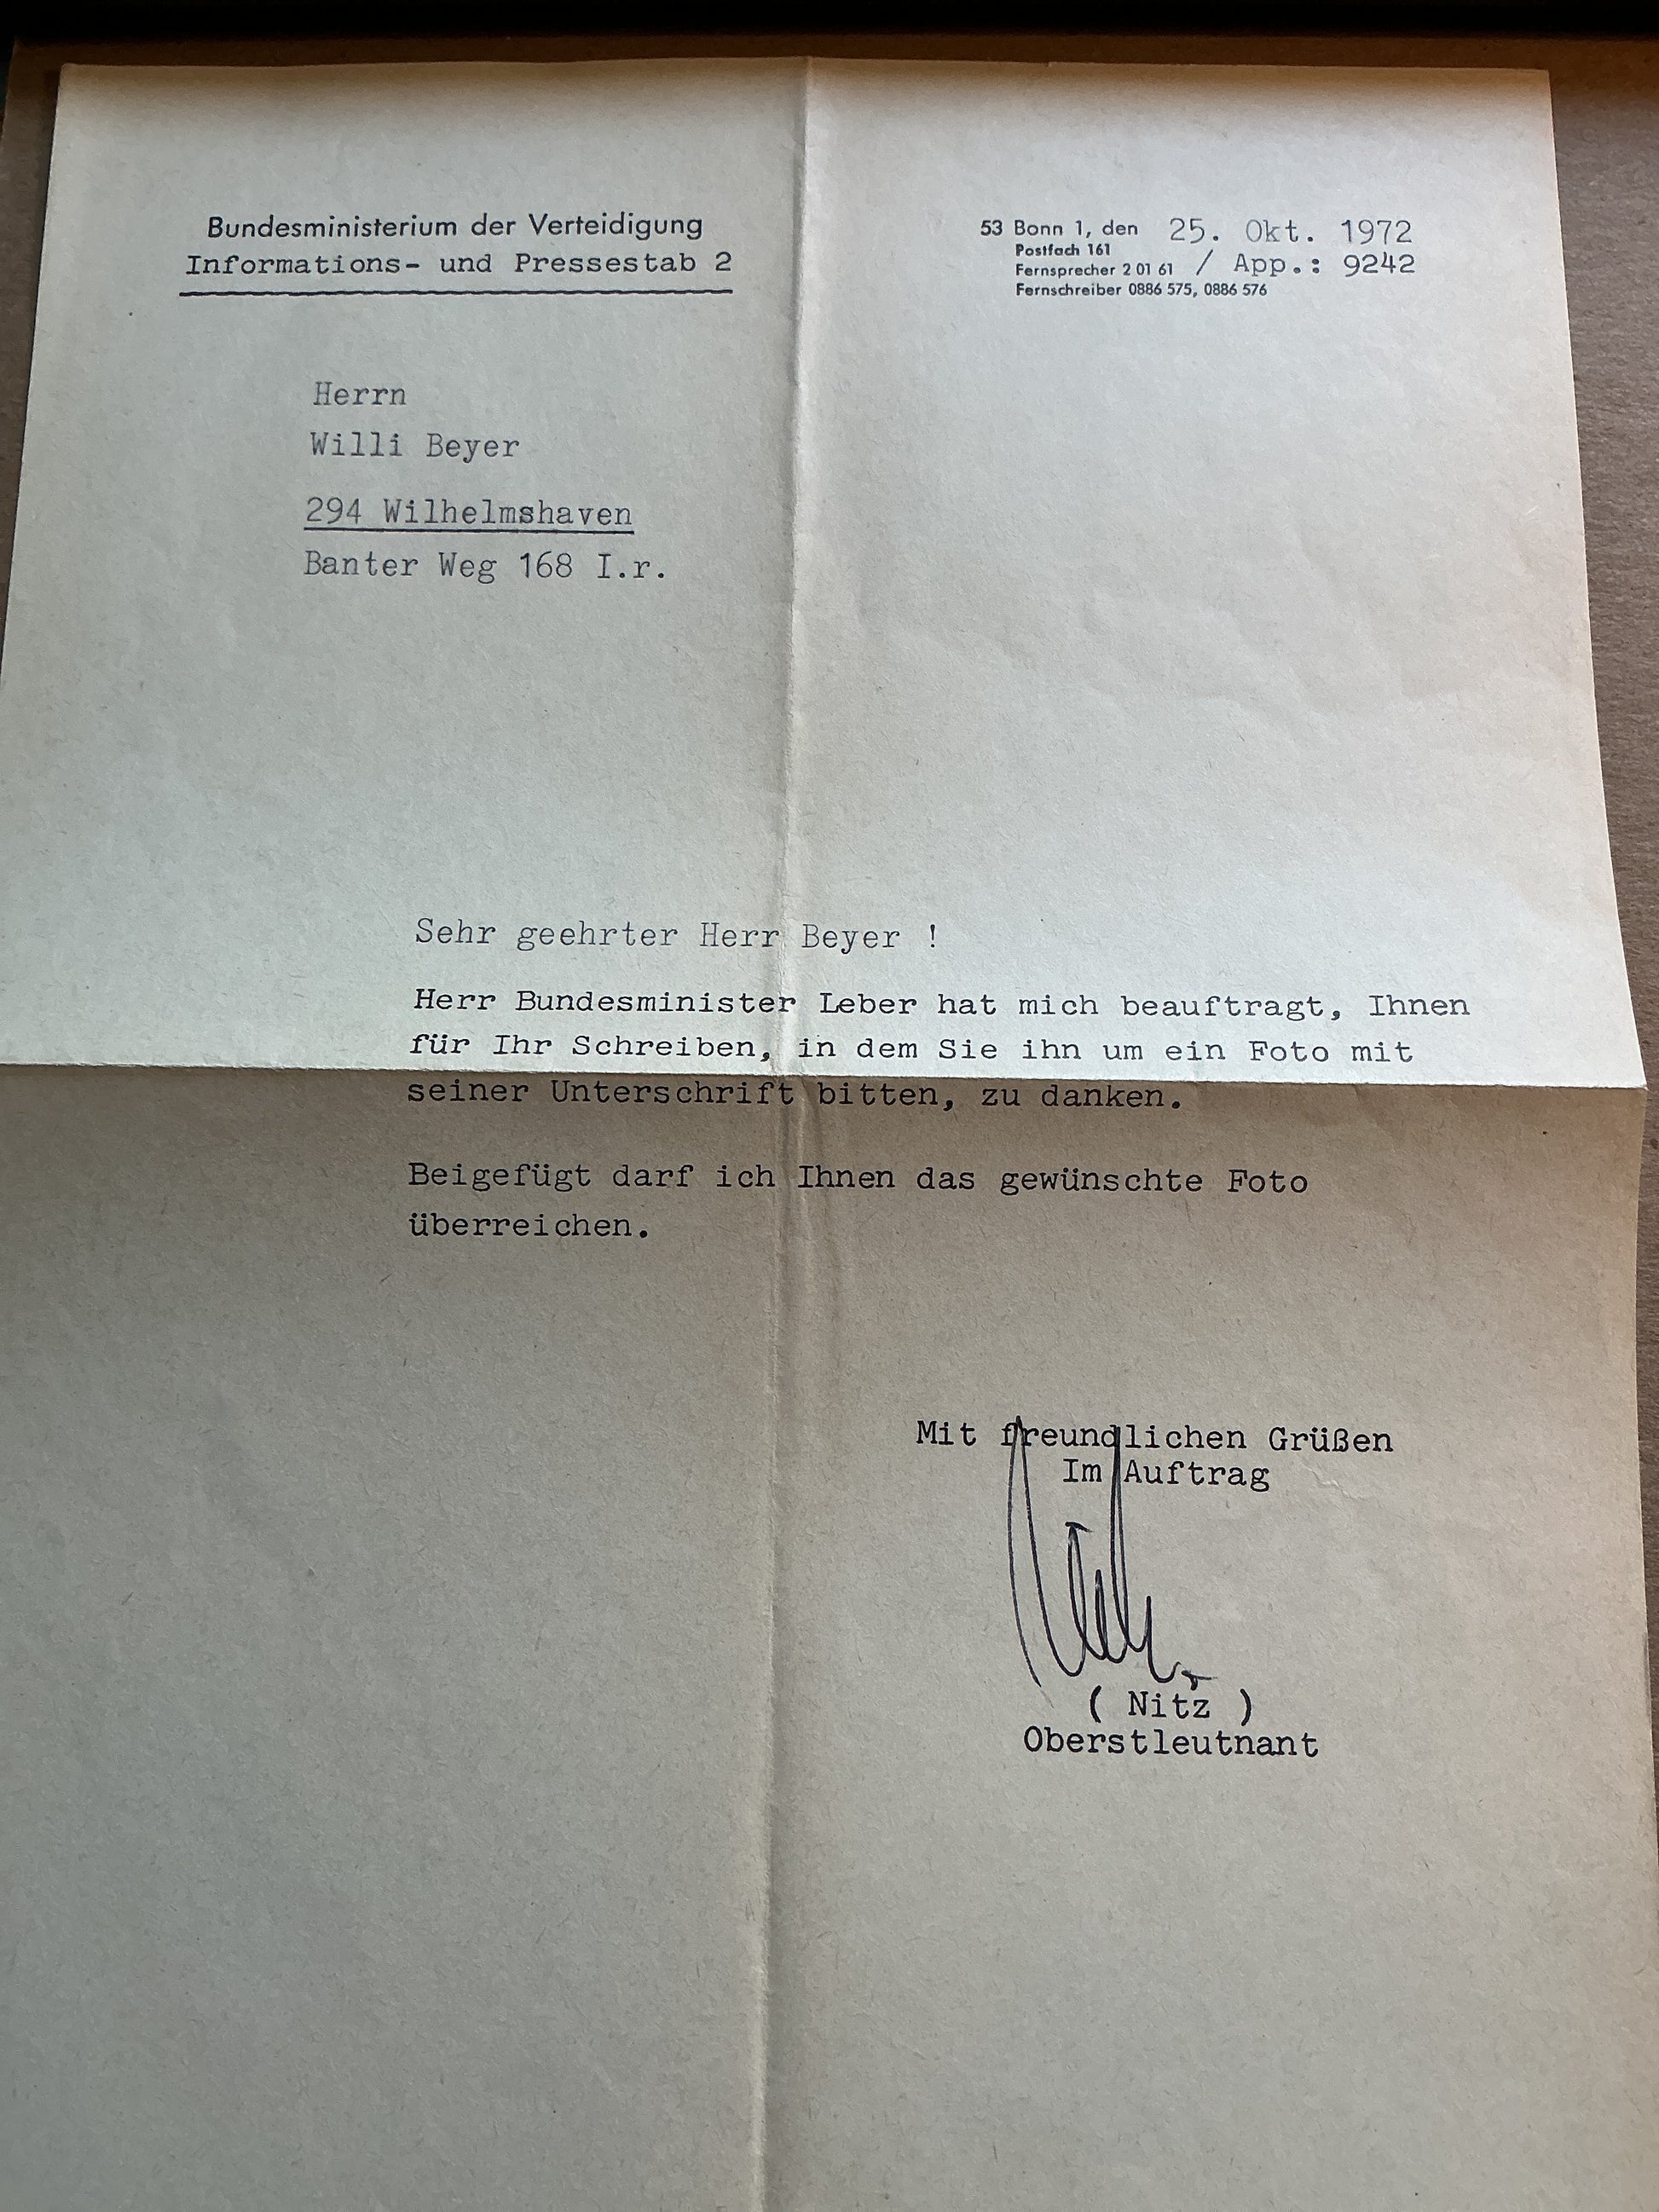 Bundesministerium der Verteidigung
Informations- und Pressestab 2
53 Bonn 1, den 25. Okt. 1972
Postfach 161
Fernsprecher 2 01 61 / App.: 9242
Fernschreiber 0886 575, 0886 576
Herrn
Willi Beyer
294 Wilhelmshaven
Banter Weg 168 I.r.
Sehr geehrter Herr Beyer !
Herr Bundesminister Leber hat mich beauftragt, Ihnen
für Ihr Schreiben, in dem Sie ihn um ein Foto mit
seiner Unterschrift bitten, zu danken.
Beigefügt darf ich Ihnen das gewünschte Foto
überreichen.
Mit freundlichen Grüßen
Im Auftrag
( Nitz )
Oberstleutnant